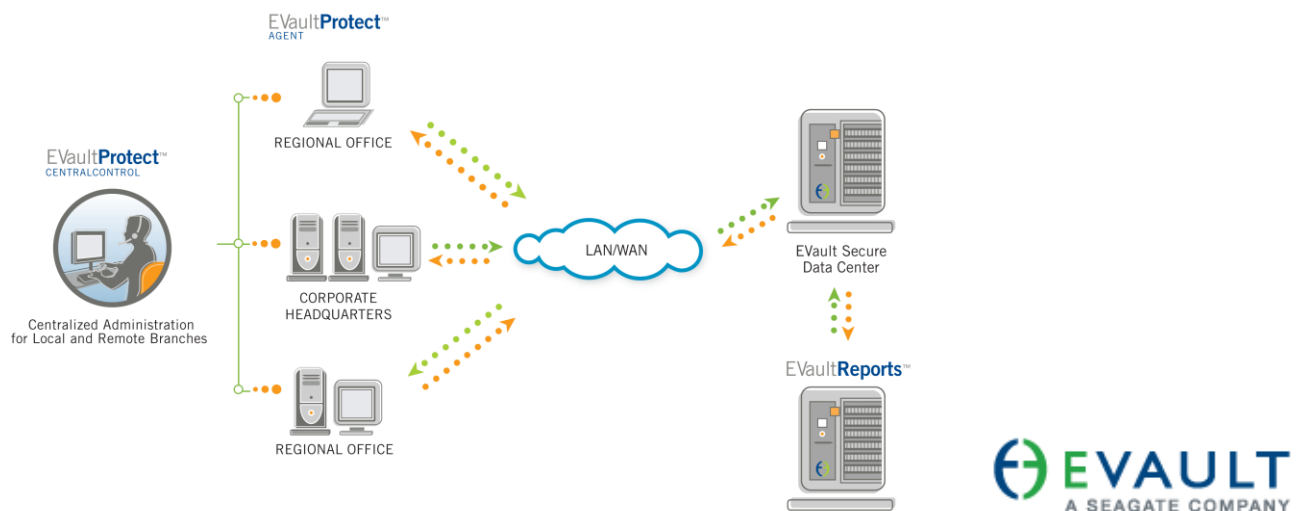 EVaultProtect™
AGENT
REGIONAL OFFICE
EVaultProtect™
CENTRALCONTROL
Centralized Administration
for Local and Remote Branches
CORPORATE
HEADQUARTERS
REGIONAL OFFICE
LAN/WAN
EVault Secure
Data Center
EVaultReports™
EVAULT
A SEAGATE COMPANY